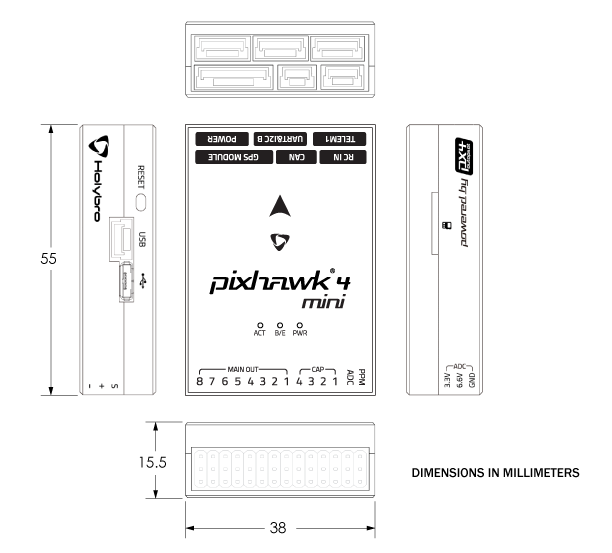 POWER UART&I2C B TELEM1
GPS MODULE CAN RC IN
Holybro
RESET
USB
- + S
pixhawk® 4
mini
ACT B/E PWR
MAIN OUT CAP
8 7 6 5 4 3 2 1 4 3 2 1 ADC PPM
powered by PX4
ADC
3.3V 6.6V GND
55
15.5
38
DIMENSIONS IN MILLIMETERS